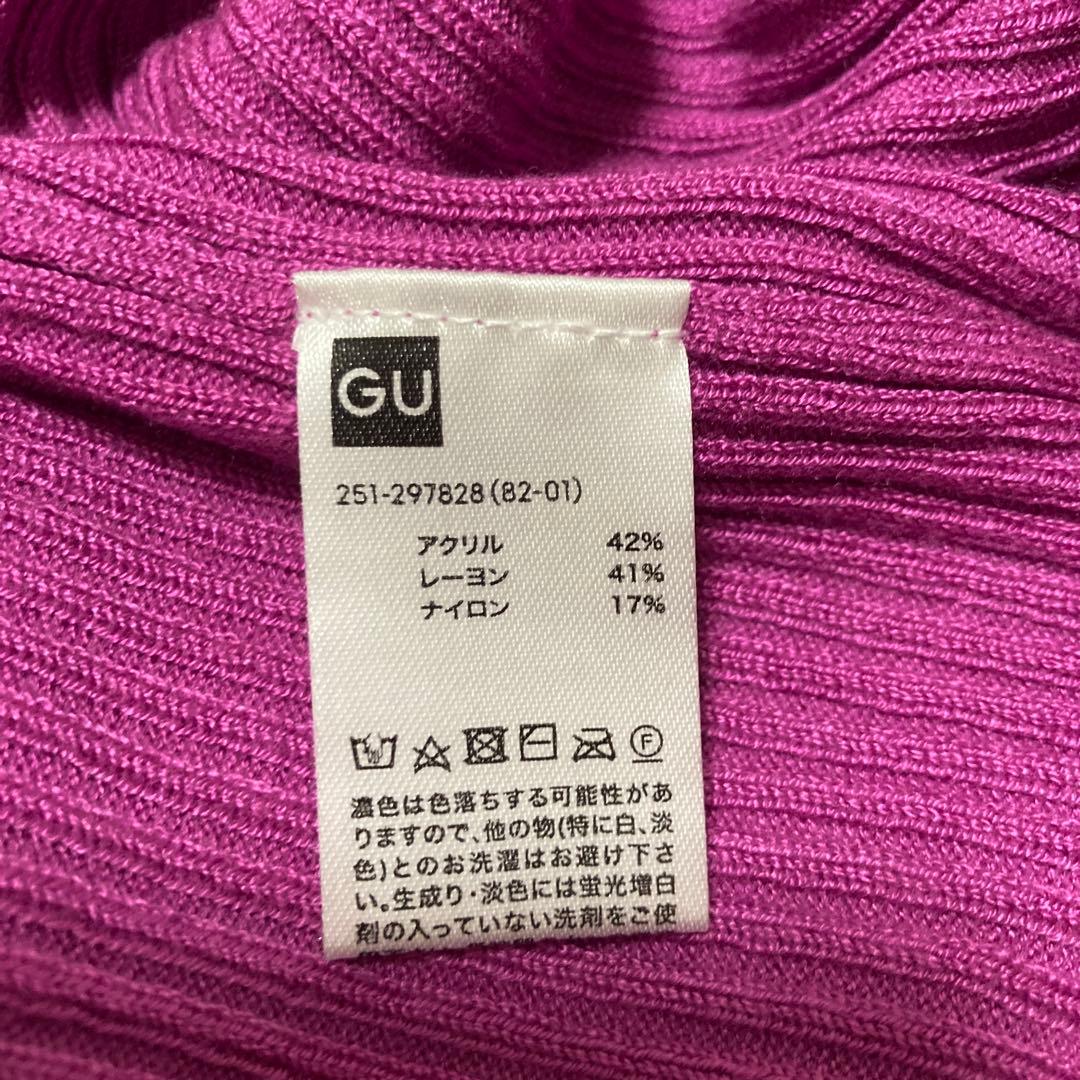 GU
251-297828(82-01)
アクリル 42%
レーヨン 41%
ナイロン 17%
F
濃色は色落ちする可能性があ
りますので、他の物(特に白、淡
色)とのお洗濯はお避け下さ
い。生成り・淡色には蛍光増白
剤の入っていない洗剤をご使